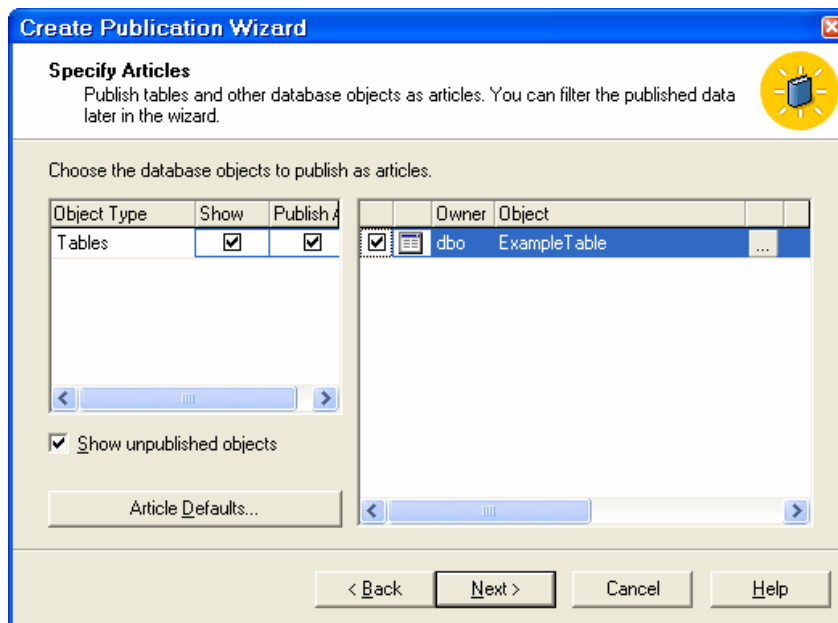 Create Publication Wizard
Specify Articles
Publish tables and other database objects as articles. You can filter the published data
later in the wizard.
Choose the database objects to publish as articles.
Object Type Show Publish A
Tables
Owner Object
dbo ExampleTable ...
Show unpublished objects
Article Defaults...
< Back Next > Cancel Help